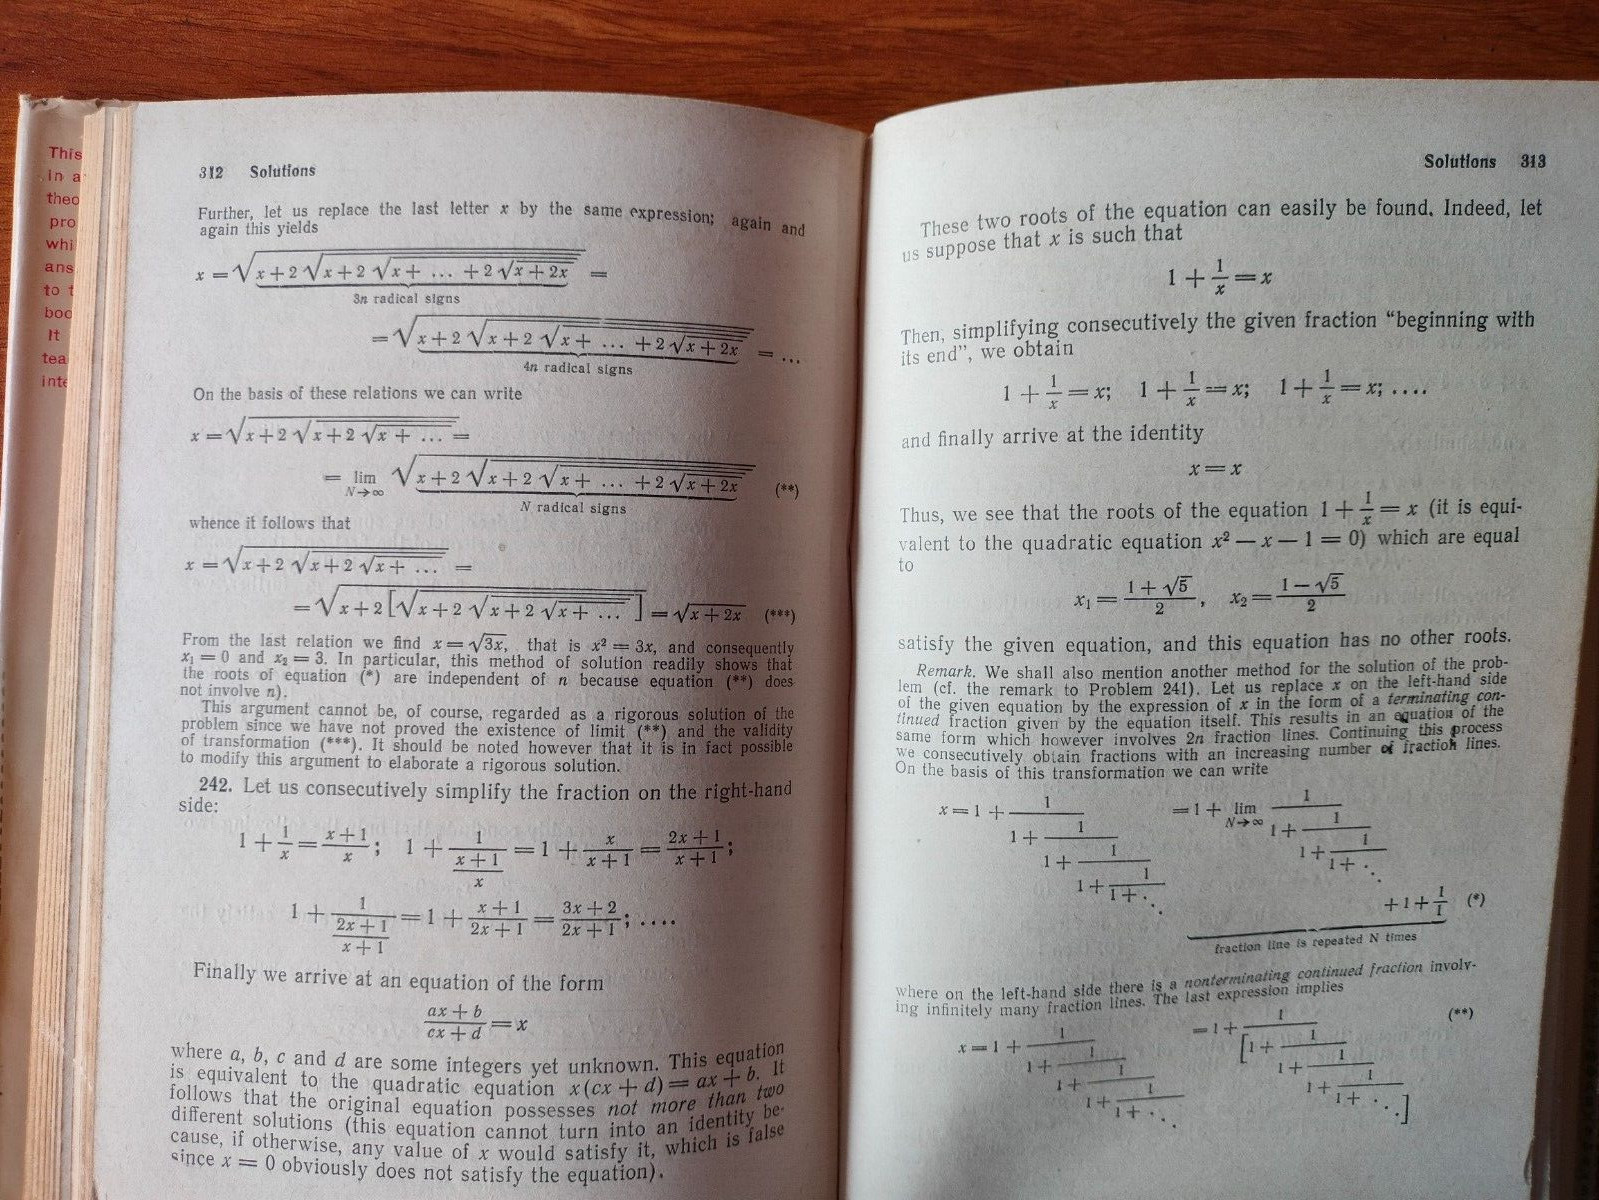 This
in a
theo
pro
whi
ans
to t
boo
It
tea
inte
312 Solutions
Further, let us replace the last letter x by the same expression; again and
again this yields
x = √(x + 2√(x + 2√(x + ... + 2√(x + 2x)))) =
3n radical signs
= √(x + 2√(x + 2√(x + ... + 2√(x + 2x)))) = ...
4n radical signs
On the basis of these relations we can write
x = √(x + 2√(x + 2√(x + ...))) =
= lim N→∞ √(x + 2√(x + 2√(x + ... + 2√(x + 2x)))) (**)
N radical signs
whence it follows that
x = √(x + 2√(x + 2√(x + ...))) =
= √(x + 2[√(x + 2√(x + 2√(x + ...)))]) = √(x + 2x) (***)
From the last relation we find x = √3x, that is x² = 3x, and consequently
x₁ = 0 and x₂ = 3. In particular, this method of solution readily shows that
the roots of equation (*) are independent of n because equation (**) does
not involve n).
This argument cannot be, of course, regarded as a rigorous solution of the
problem since we have not proved the existence of limit (**) and the validity
of transformation (***). It should be noted however that it is in fact possible
to modify this argument to elaborate a rigorous solution.
242. Let us consecutively simplify the fraction on the right-hand
side:
1 + 1/x = (x + 1)/x; 1 + 1/((x + 1)/x) = 1 + x/(x + 1) = (2x + 1)/(x + 1);
1 + 1/((2x + 1)/(x + 1)) = 1 + (x + 1)/(2x + 1) = (3x + 2)/(2x + 1); ....
Finally we arrive at an equation of the form
(ax + b)/(cx + d) = x
where a, b, c and d are some integers yet unknown. This equation
is equivalent to the quadratic equation x(cx + d) = ax + b. It
follows that the original equation possesses not more than two
different solutions (this equation cannot turn into an identity be-
cause, if otherwise, any value of x would satisfy it, which is false
since x = 0 obviously does not satisfy the equation).
Solutions 313
These two roots of the equation can easily be found. Indeed, let
us suppose that x is such that
1 + 1/x = x
Then, simplifying consecutively the given fraction "beginning with
its end", we obtain
1 + 1/x = x; 1 + 1/x = x; 1 + 1/x = x; ....
and finally arrive at the identity
x = x
Thus, we see that the roots of the equation 1 + 1/x = x (it is equi-
valent to the quadratic equation x² − x − 1 = 0) which are equal
to
x₁ = (1 + √5)/2, x₂ = (1 − √5)/2
satisfy the given equation, and this equation has no other roots.
Remark. We shall also mention another method for the solution of the prob-
lem (cf. the remark to Problem 241). Let us replace x on the left-hand side
of the given equation by the expression of x in the form of a terminating con-
tinued fraction given by the equation itself. This results in an equation of the
same form which however involves 2n fraction lines. Continuing this process
we consecutively obtain fractions with an increasing number of fraction lines.
On the basis of this transformation we can write
x = 1 + 1/(1 + 1/(1 + 1/(1 + 1/(1 + ⋱)))) = 1 + lim N→∞ 1/(1 + 1/(1 + 1/(1 + ⋱ + 1 + 1/1))) (*)
fraction line is repeated N times
where on the left-hand side there is a nonterminating continued fraction involv-
ing infinitely many fraction lines. The last expression implies
x = 1 + 1/(1 + 1/(1 + 1/(1 + 1/(1 + ⋱)))) = 1 + 1/[1 + 1/(1 + 1/(1 + 1/(1 + ⋱)))] (**)